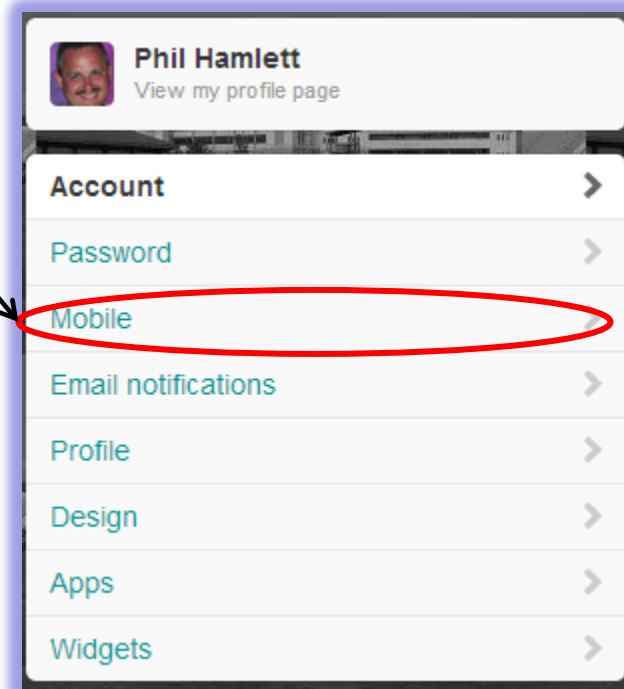 Phil Hamlett
View my profile page
Account
Password
Mobile
Email notifications
Profile
Design
Apps
Widgets